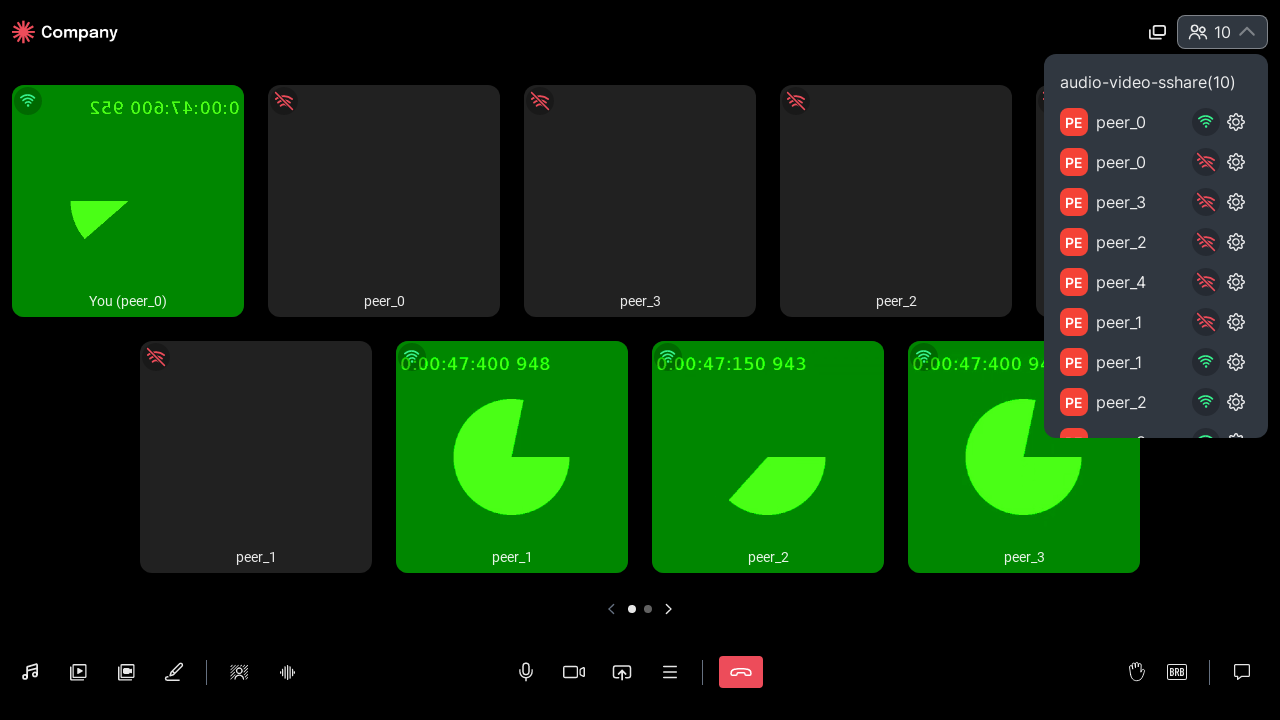 Company
10
0:00:47:600 952
You (peer_0)
peer_0
peer_3
peer_2
audio-video-sshare(10)
PE peer_0
PE peer_0
PE peer_3
PE peer_2
PE peer_4
PE peer_1
PE peer_1
PE peer_2
peer_1
0:00:47:400 948
peer_1
0:00:47:150 943
peer_2
0:00:47:400
peer_3
BRB